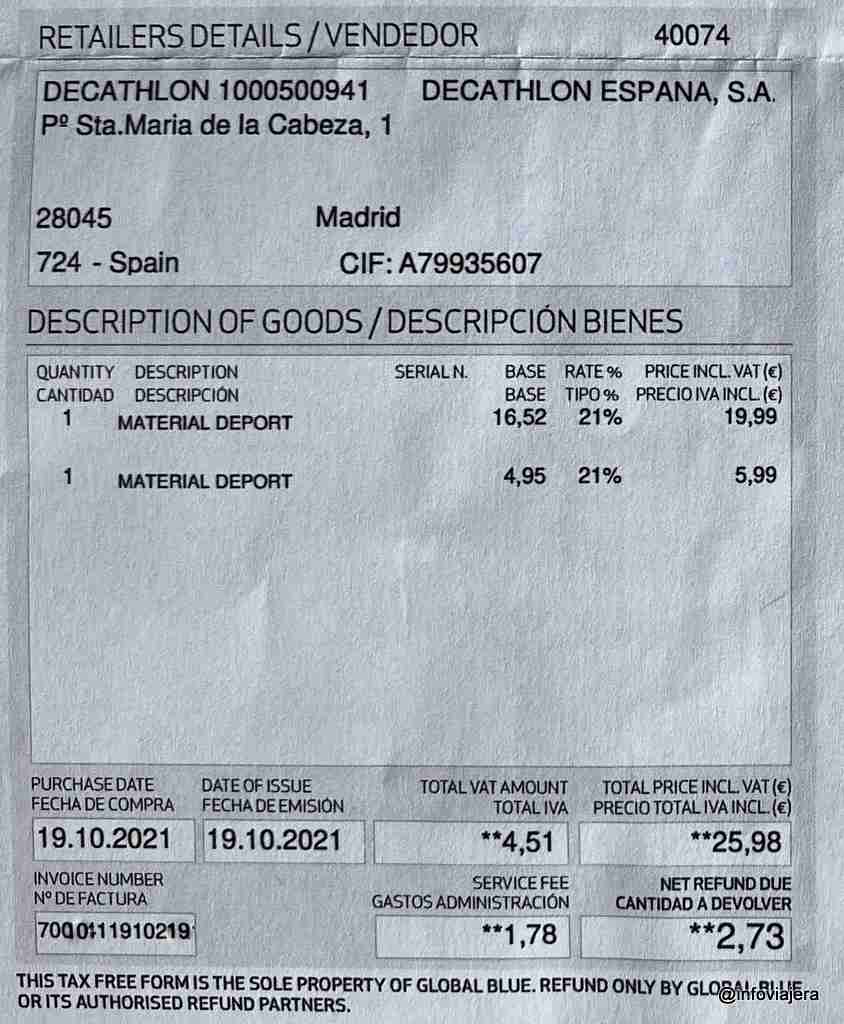 RETAILERS DETAILS / VENDEDOR 40074
DECATHLON 1000500941 DECATHLON ESPANA, S.A.
Pº Sta.Maria de la Cabeza, 1
28045 Madrid
724 - Spain CIF: A79935607
DESCRIPTION OF GOODS / DESCRIPCIÓN BIENES
QUANTITY DESCRIPTION SERIAL N. BASE RATE % PRICE INCL. VAT (€)
CANTIDAD DESCRIPCIÓN BASE TIPO % PRECIO IVA INCL. (€)
1 MATERIAL DEPORT 16,52 21% 19,99
1 MATERIAL DEPORT 4,95 21% 5,99
PURCHASE DATE DATE OF ISSUE TOTAL VAT AMOUNT TOTAL PRICE INCL. VAT (€)
FECHA DE COMPRA FECHA DE EMISIÓN TOTAL IVA PRECIO TOTAL IVA INCL. (€)
19.10.2021 19.10.2021 **4,51 **25,98
INVOICE NUMBER SERVICE FEE NET REFUND DUE
Nº DE FACTURA GASTOS ADMINISTRACIÓN CANTIDAD A DEVOLVER
**1,78 **2,73
THIS TAX FREE FORM IS THE SOLE PROPERTY OF GLOBAL BLUE. REFUND ONLY BY GLOBAL BLUE
OR ITS AUTHORISED REFUND PARTNERS.
@infoviajera